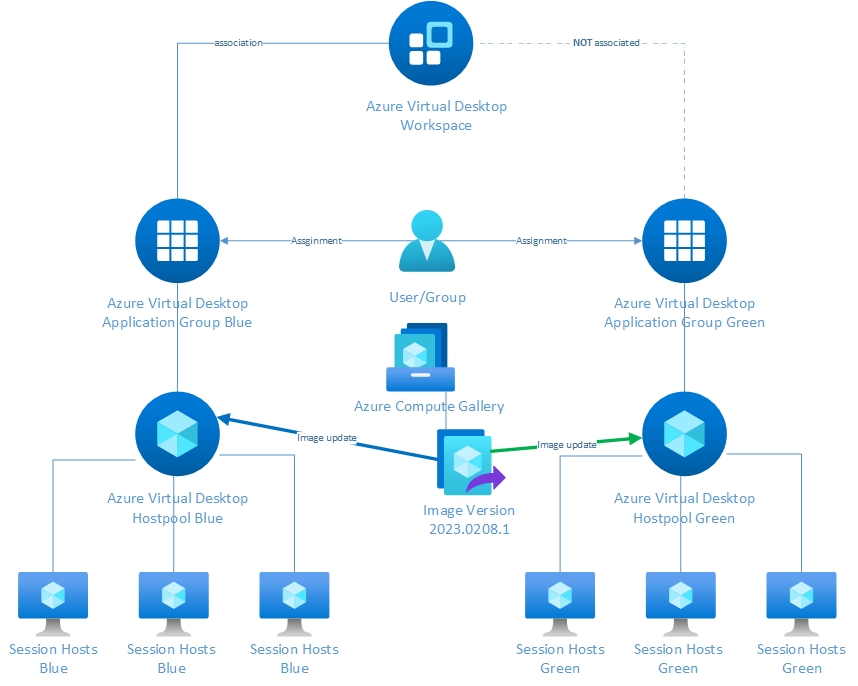 association
NOT associated
Azure Virtual Desktop
Workspace
Assginment
Assignment
User/Group
Azure Virtual Desktop
Application Group Blue
Azure Virtual Desktop
Application Group Green
Azure Compute Gallery
Image update
Image update
Azure Virtual Desktop
Hostpool Blue
Image Version
2023.0208.1
Azure Virtual Desktop
Hostpool Green
Session Hosts
Blue
Session Hosts
Blue
Session Hosts
Blue
Session Hosts
Green
Session Hosts
Green
Session Hosts
Green